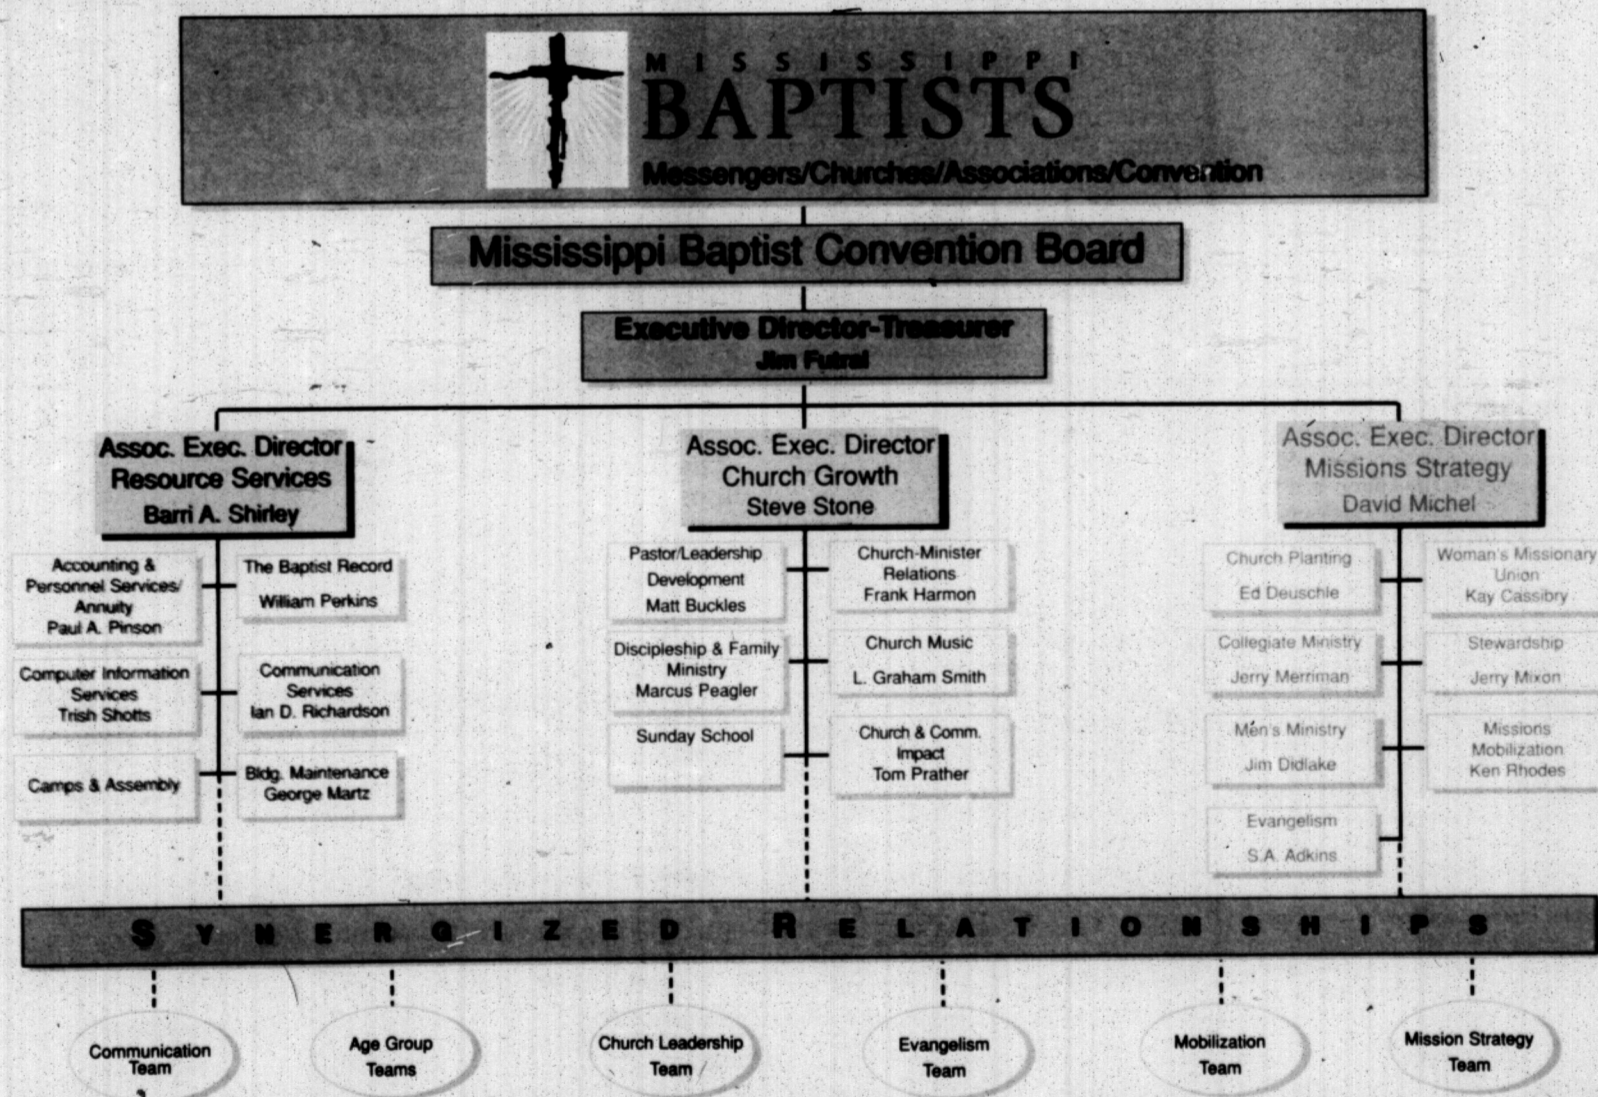 MISSISSIPPI
BAPTISTS
Messengers/Churches/Associations/Convention
Mississippi Baptist Convention Board
Executive Director-Treasurer
Jim Futral
Assoc. Exec. Director
Resource Services
Barri A. Shirley
Accounting &
Personnel Services/
Annuity
Paul A. Pinson
The Baptist Record
William Perkins
Computer Information
Services
Trish Shotts
Communication
Services
Ian D. Richardson
Camps & Assembly
Bldg. Maintenance
George Martz
Assoc. Exec. Director
Church Growth
Steve Stone
Pastor/Leadership
Development
Matt Buckles
Church-Minister
Relations
Frank Harmon
Discipleship & Family
Ministry
Marcus Peagler
Church Music
L. Graham Smith
Sunday School
Church & Comm.
Impact
Tom Prather
Assoc. Exec. Director
Missions Strategy
David Michel
Church Planting
Ed Deuschle
Woman's Missionary
Union
Kay Cassibry
Collegiate Ministry
Jerry Merriman
Stewardship
Jerry Mixon
Men's Ministry
Jim Didlake
Missions
Mobilization
Ken Rhodes
Evangelism
S.A. Adkins
SYNERGIZED RELATIONSHIPS
Communication
Team
Age Group
Teams
Church Leadership
Team
Evangelism
Team
Mobilization
Team
Mission Strategy
Team